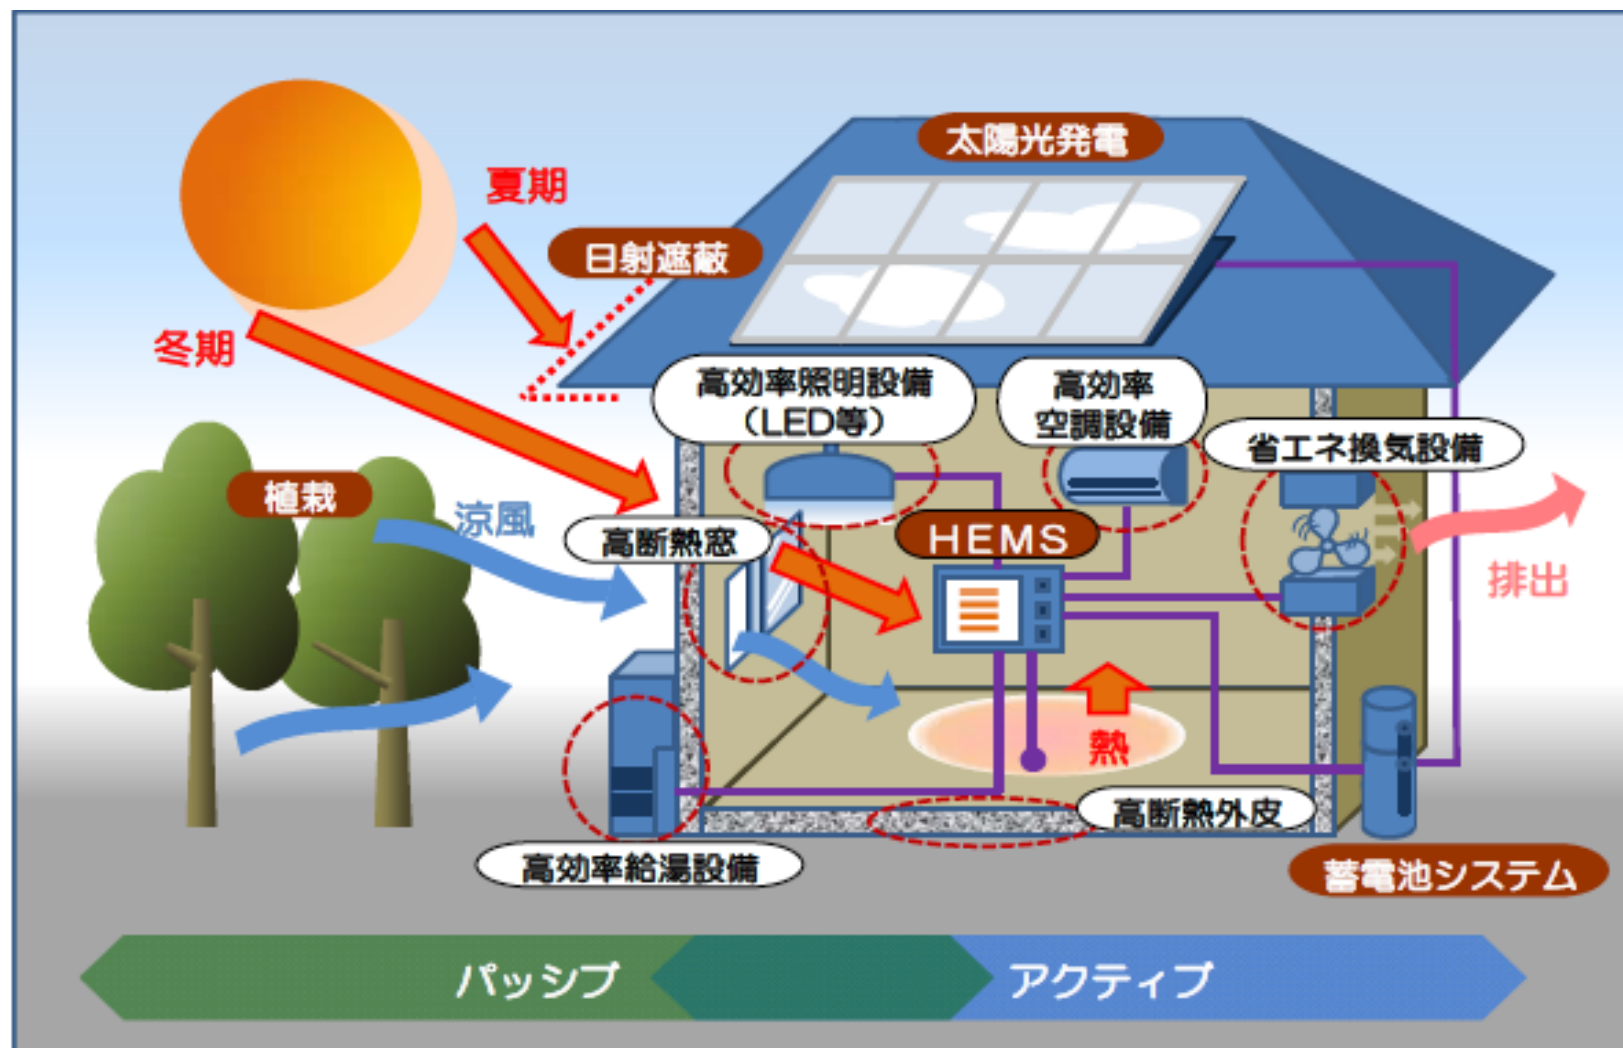 太陽光発電
夏期
日射遮蔽
冬期
高効率照明設備
（LED等）
高効率
空調設備
省エネ換気設備
植栽
涼風
高断熱窓
HEMS
排出
熱
高断熱外皮
高効率給湯設備
蓄電池システム
パッシブ
アクティブ